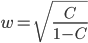 w = \sqrt{\frac{C}{1-C}}